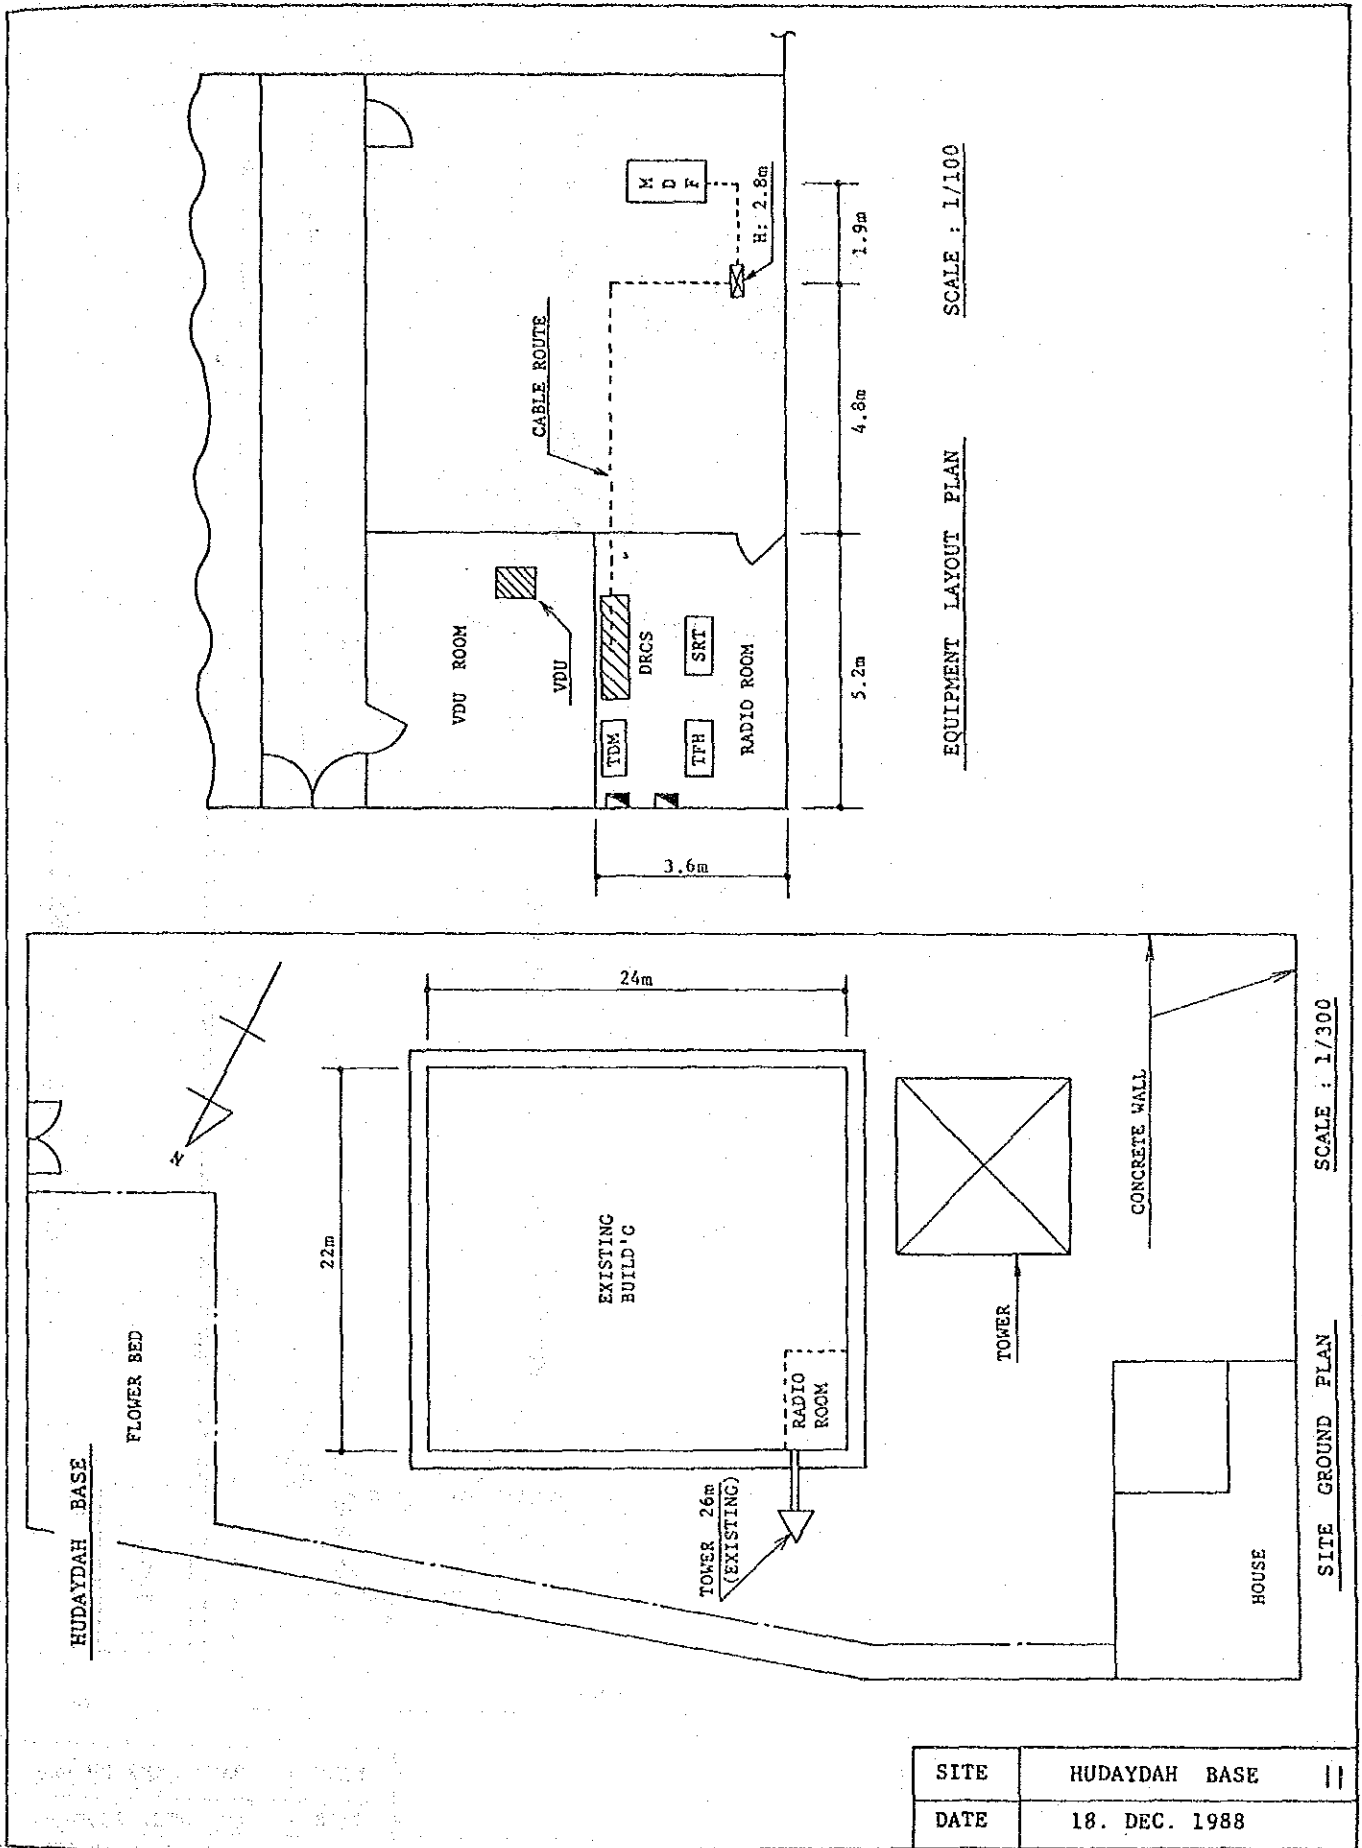 HUDAYDAH BASE
FLOWER BED
N
22m
24m
EXISTING
BUILD'G
RADIO
ROOM
TOWER 26m
(EXISTING)
TOWER
CONCRETE WALL
HOUSE
SITE GROUND PLAN
SCALE : 1/300
VDU ROOM
VDU
CABLE ROUTE
MDF
H: 2.8m
TDM
DRCS
TFH
SRT
RADIO ROOM
3.6m
5.2m
4.8m
1.9m
EQUIPMENT LAYOUT PLAN
SCALE : 1/100
SITE HUDAYDAH BASE
DATE 18. DEC. 1988